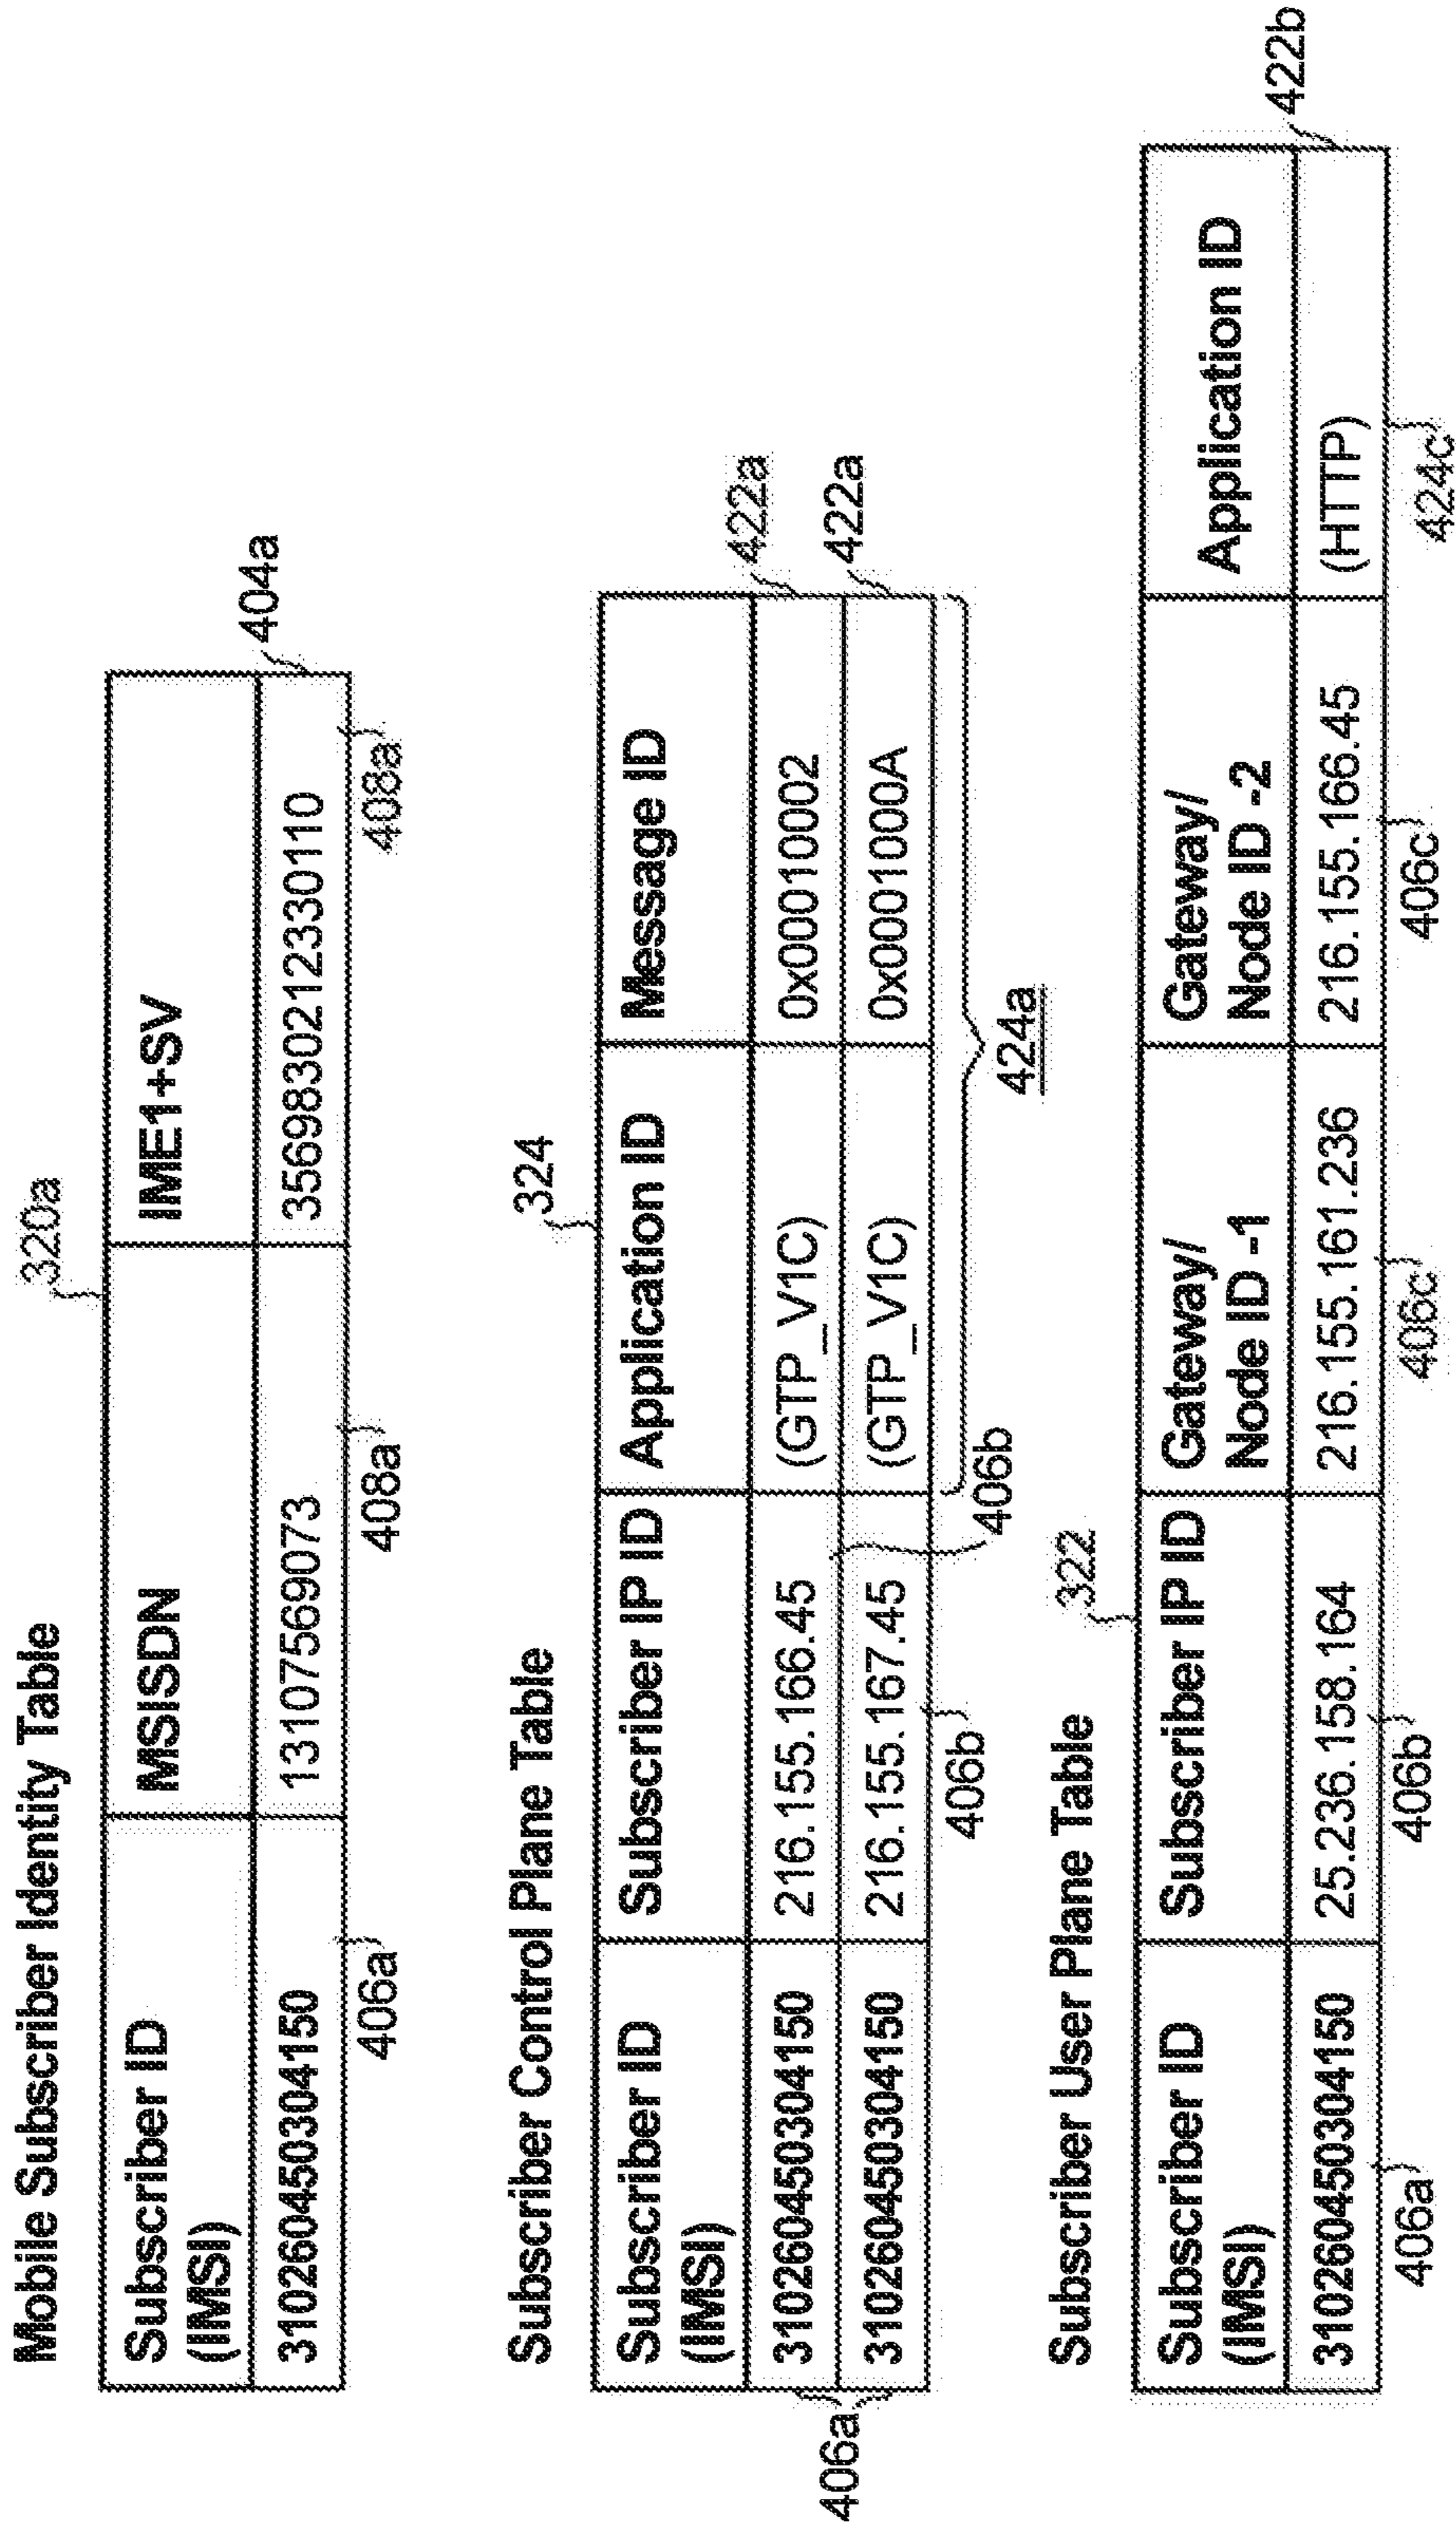 Mobile Subscriber Identity Table
320a
Subscriber ID
(IMSI)
MSISDN
IME1+SV
310260450304150
13107569073
3569830212330110
404a
406a
408a
408a
Subscriber Control Plane Table
324
Subscriber ID
(IMSI)
Subscriber IP ID
Application ID
Message ID
310260450304150
216.155.166.45
(GTP_V1C)
0x00010002
422a
310260450304150
216.155.167.45
(GTP_V1C)
0x0001000A
422a
406a
406b
406b
424a
Subscriber User Plane Table
322
Subscriber ID
(IMSI)
Subscriber IP ID
Gateway/
Node ID -1
Gateway/
Node ID -2
Application ID
310260450304150
25.236.158.164
216.155.161.236
216.155.166.45
(HTTP)
422b
406a
406b
406c
406c
424c